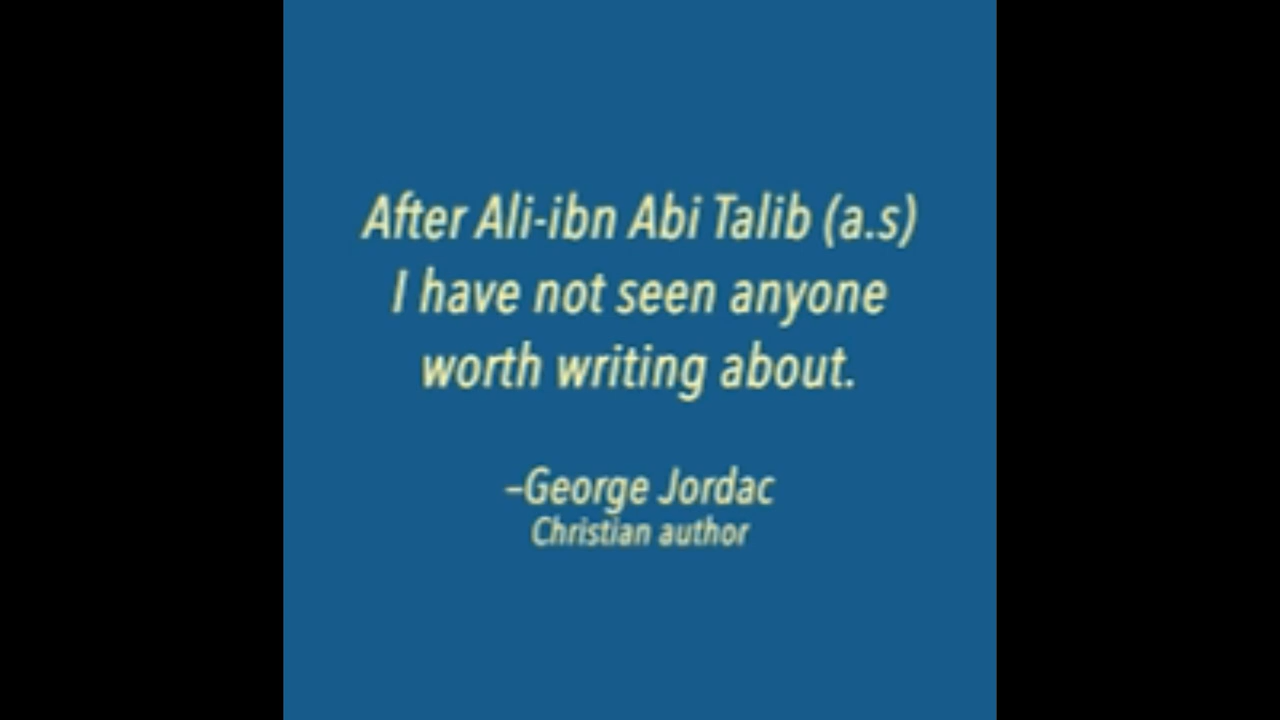 After Ali-ibn Abi Talib (a.s)
I have not seen anyone
worth writing about.
–George Jordac
Christian author